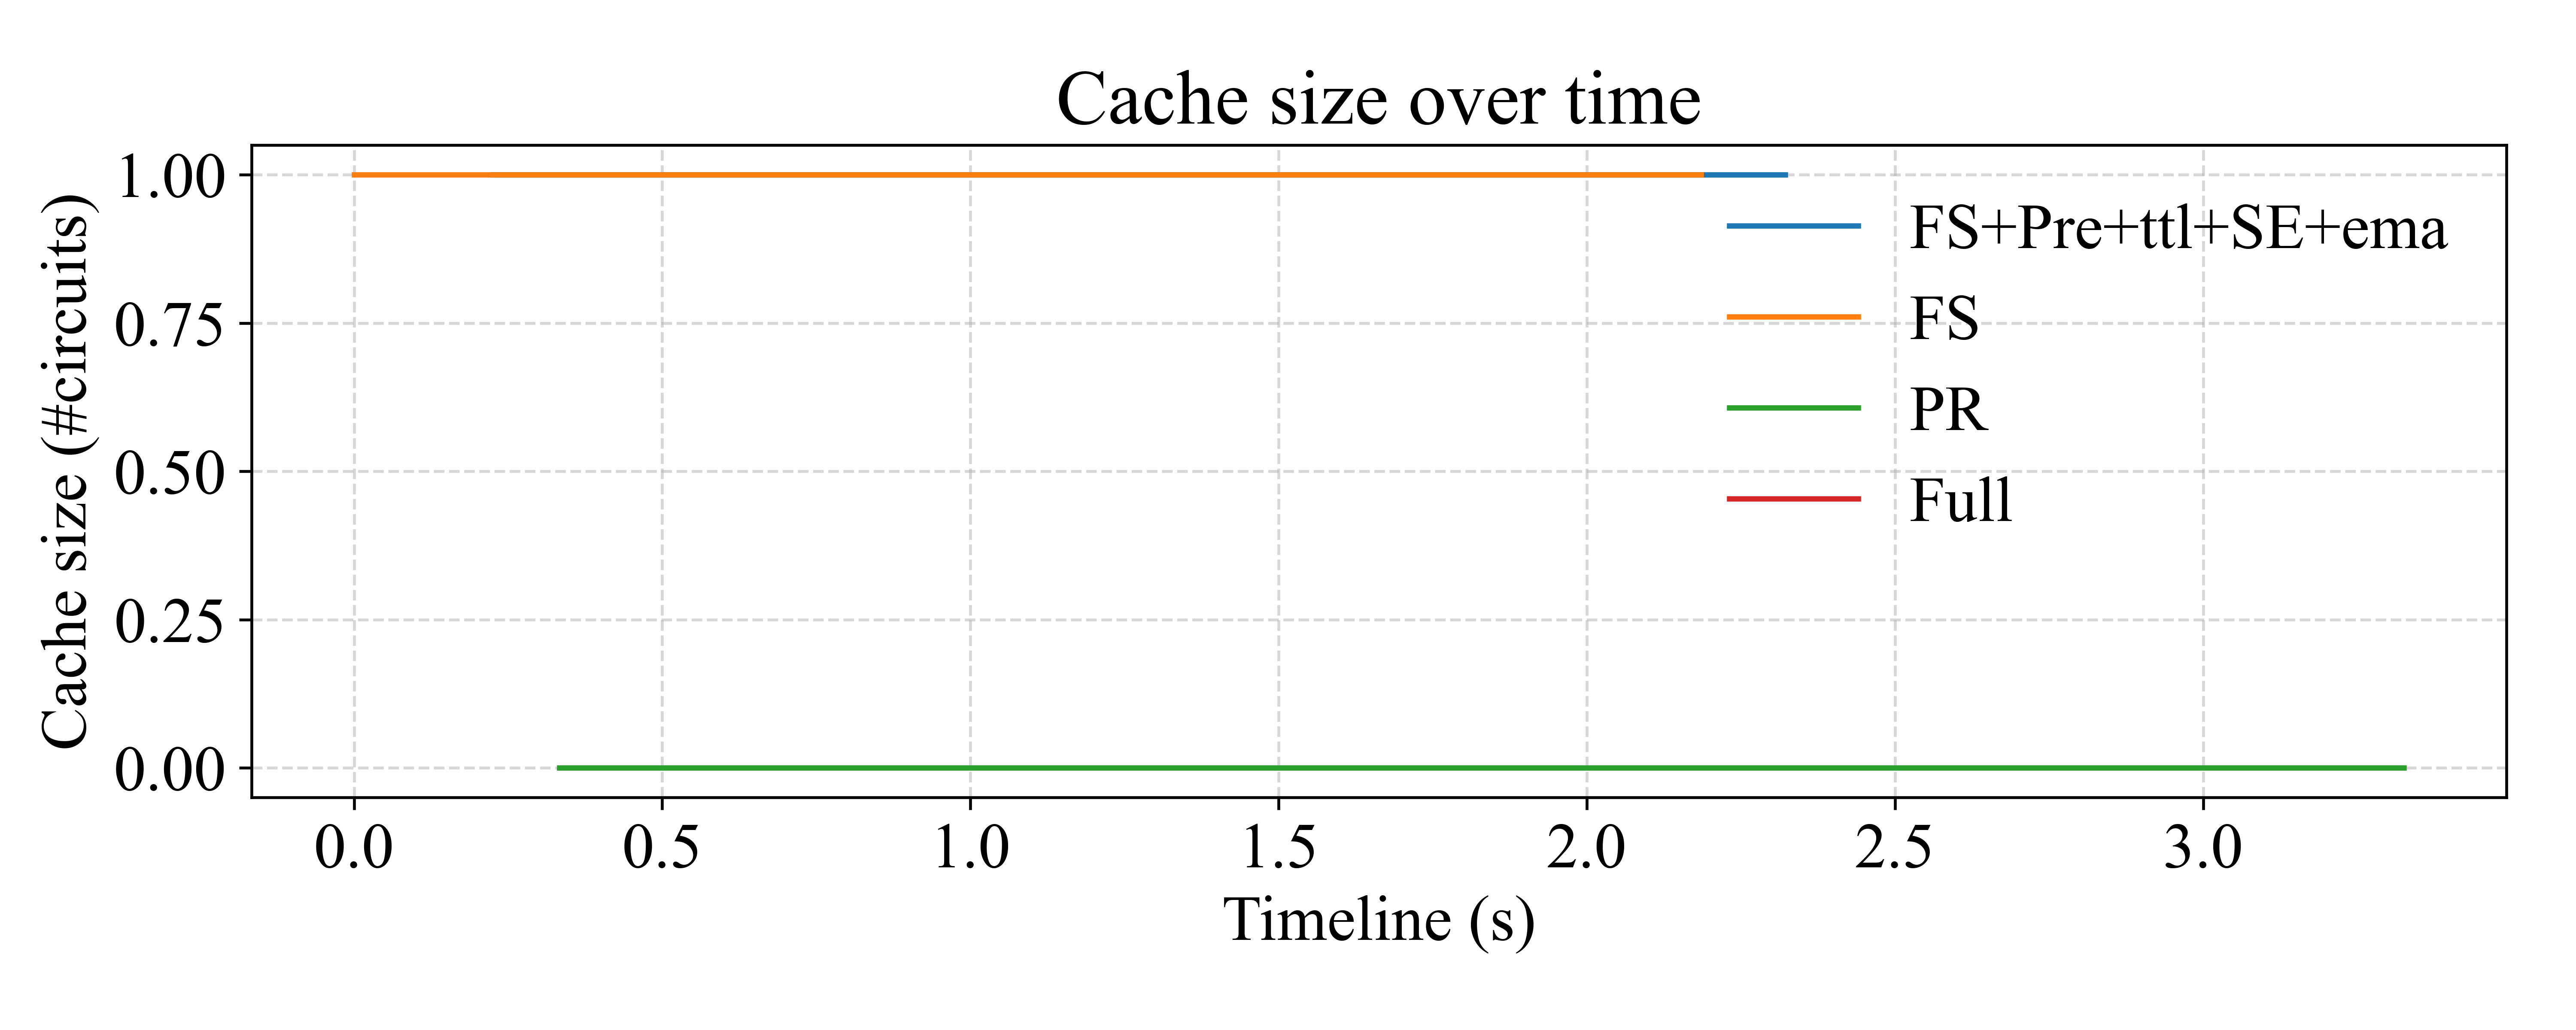 Cache size over time
Cache size (#circuits)
1.00
0.75
0.50
0.25
0.00
FS+Pre+ttl+SE+ema
FS
PR
Full
0.0 0.5 1.0 1.5 2.0 2.5 3.0
Timeline (s)